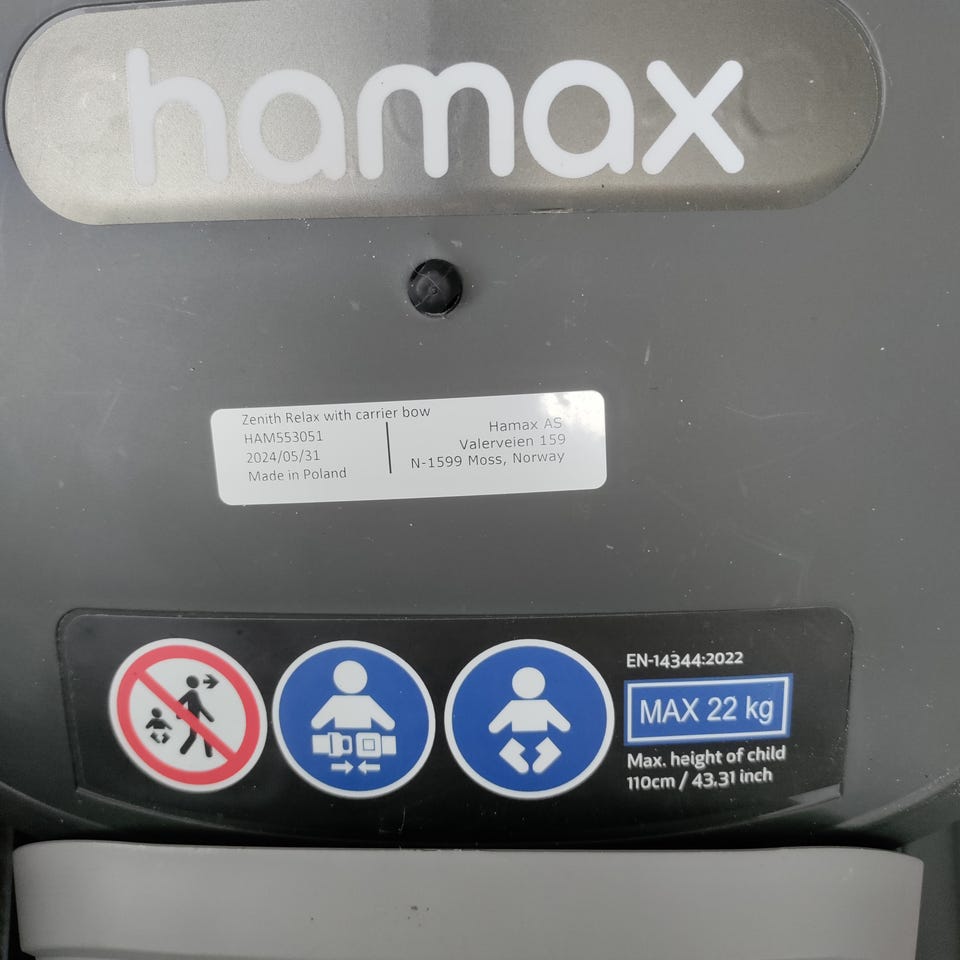 hamax
Zenith Relax with carrier bow
HAM553051
2024/05/31
Made in Poland
Hamax AS
Valerveien 159
N-1599 Moss, Norway
EN-14344:2022
MAX 22 kg
Max. height of child
110cm / 43.31 inch